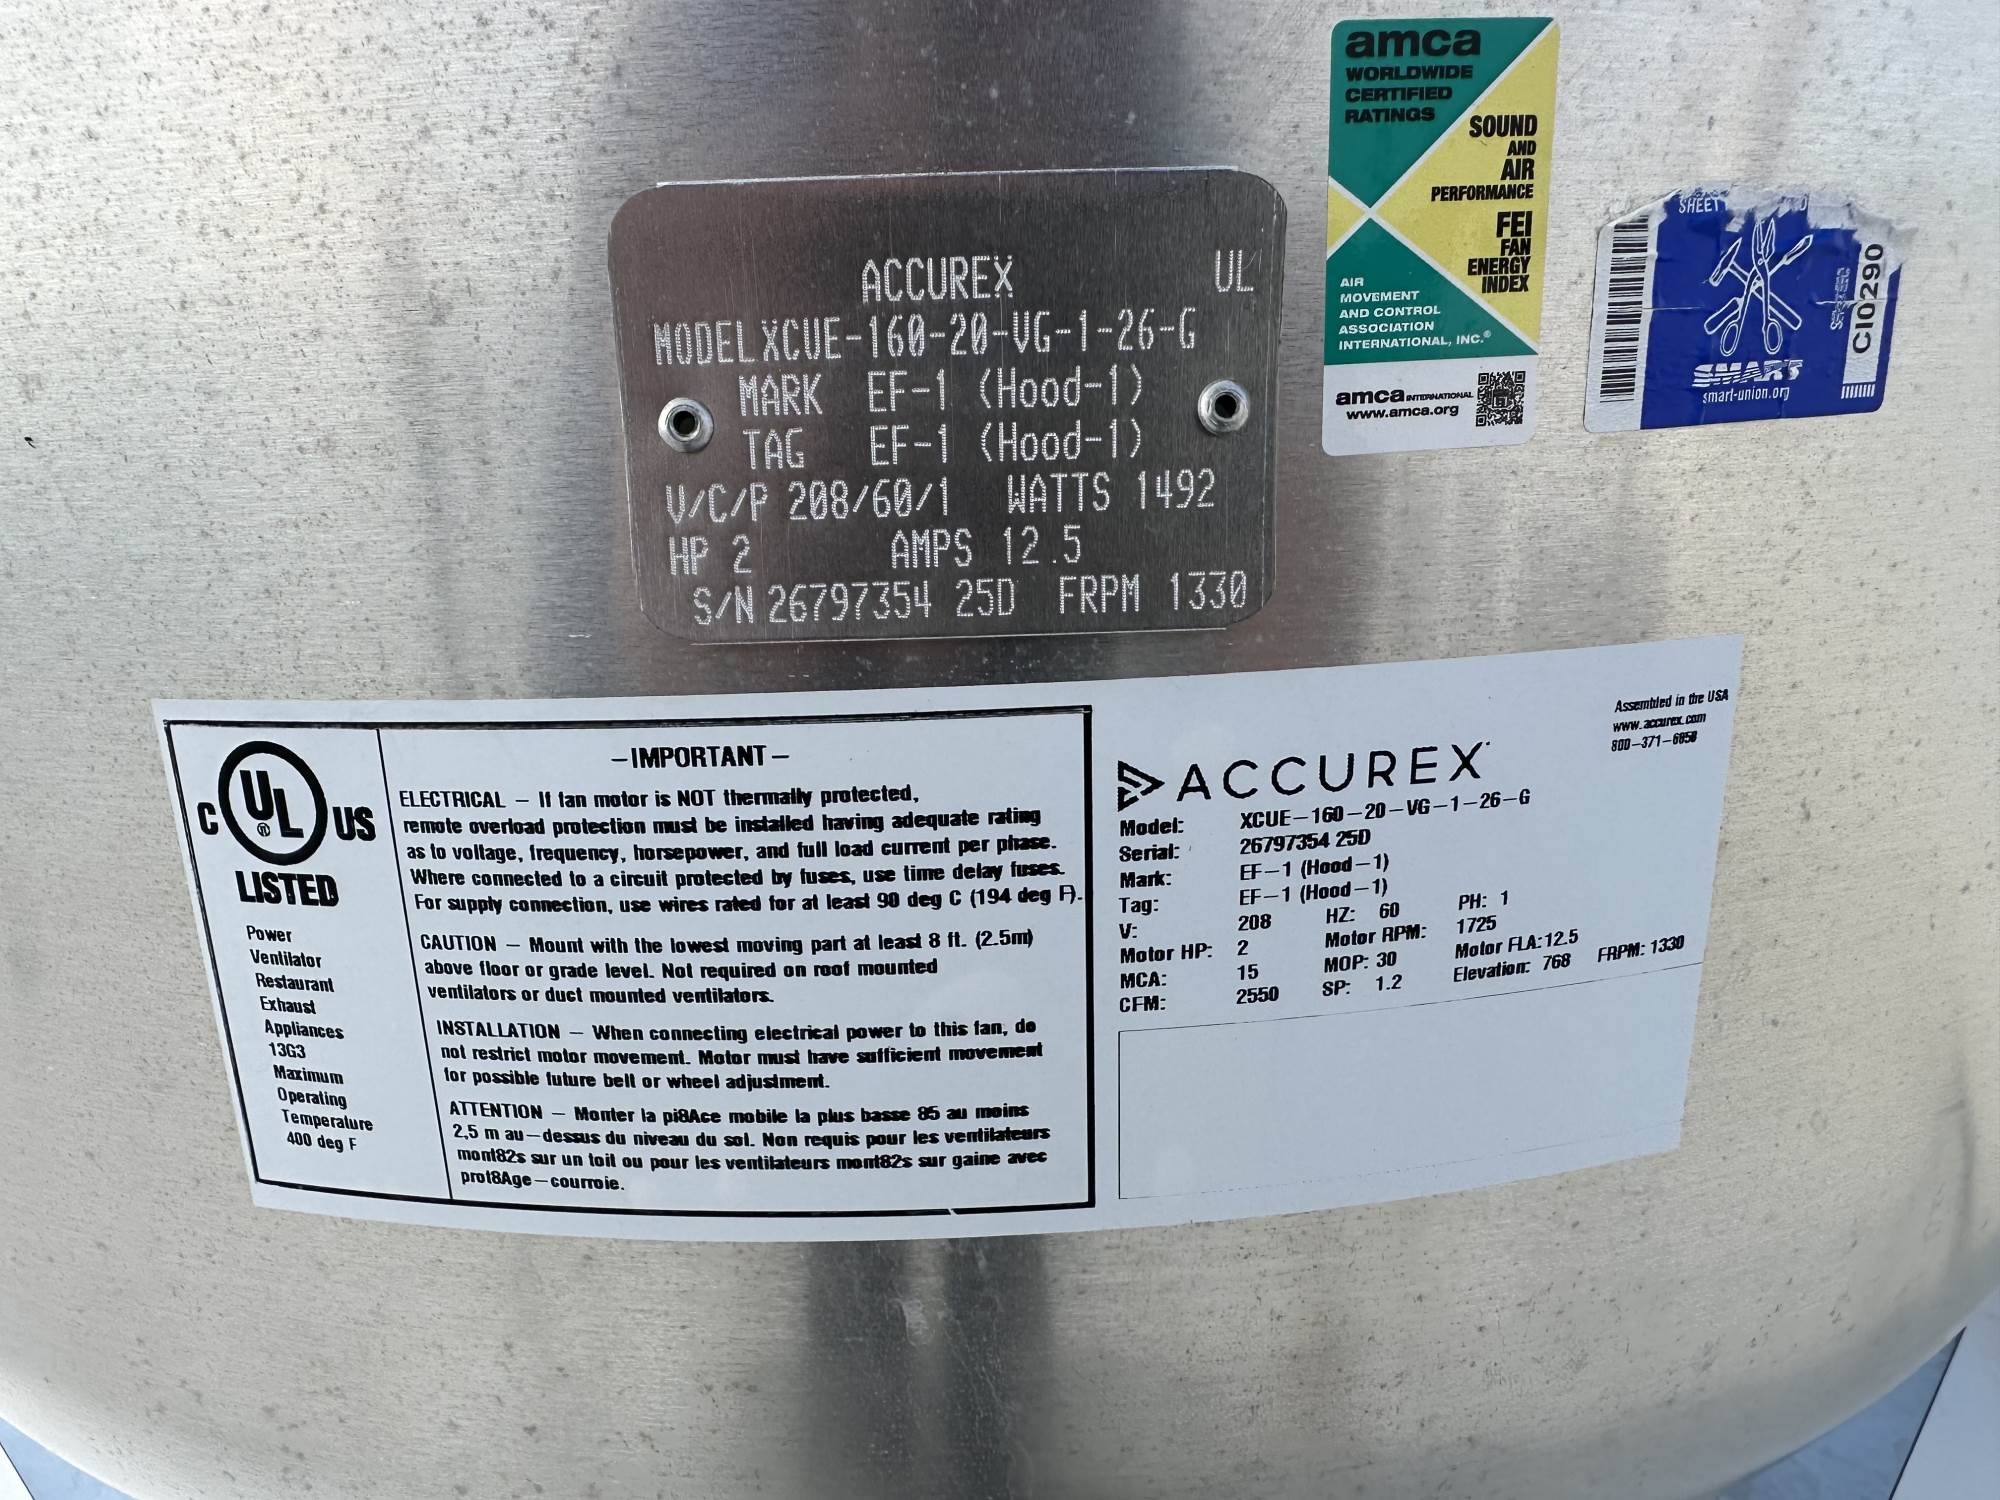 ACCUREX UL
MODEL XCUE-160-20-VG-1-26-G
MARK EF-1 (Hood-1)
TAG EF-1 (Hood-1)
V/C/P 208/60/1 WATTS 1492
HP 2 AMPS 12.5
S/N 26797354 25D FRPM 1330
amca
WORLDWIDE
CERTIFIED
RATINGS
SOUND
AND
AIR
PERFORMANCE
FEI
FAN
ENERGY
INDEX
AIR
MOVEMENT
AND CONTROL
ASSOCIATION
INTERNATIONAL, INC.®
amca INTERNATIONAL
www.amca.org
SHEET
SMART
smart-union.org
CI0290
C UL ® US
LISTED
Power
Ventilator
Restaurant
Exhaust
Appliances
13G3
Maximum
Operating
Temperature
400 deg F
-IMPORTANT-
ELECTRICAL - If fan motor is NOT thermally protected,
remote overload protection must be installed having adequate rating
as to voltage, frequency, horsepower, and full load current per phase.
Where connected to a circuit protected by fuses, use time delay fuses.
For supply connection, use wires rated for at least 90 deg C (194 deg F).
CAUTION - Mount with the lowest moving part at least 8 ft. (2.5m)
above floor or grade level. Not required on roof mounted
ventilators or duct mounted ventilators.
INSTALLATION - When connecting electrical power to this fan, do
not restrict motor movement. Motor must have sufficient movement
for possible future belt or wheel adjustment.
ATTENTION - Monter la pi8Ace mobile la plus basse 85 au moins
2,5 m au-dessus du niveau du sol. Non requis pour les ventilateurs
mont82s sur un toit ou pour les ventilateurs mont82s sur gaine avec
prot8Age-courroie.
Assembled in the USA
www.accurex.com
800-371-6858
ACCUREX
Model: XCUE-160-20-VG-1-26-G
Serial: 26797354 25D
Mark: EF-1 (Hood-1)
Tag: EF-1 (Hood-1)
V: 208 HZ: 60 PH: 1
Motor HP: 2 Motor RPM: 1725
MCA: 15 MOP: 30 Motor FLA: 12.5
CFM: 2550 SP: 1.2 Elevation: 768 FRPM: 1330